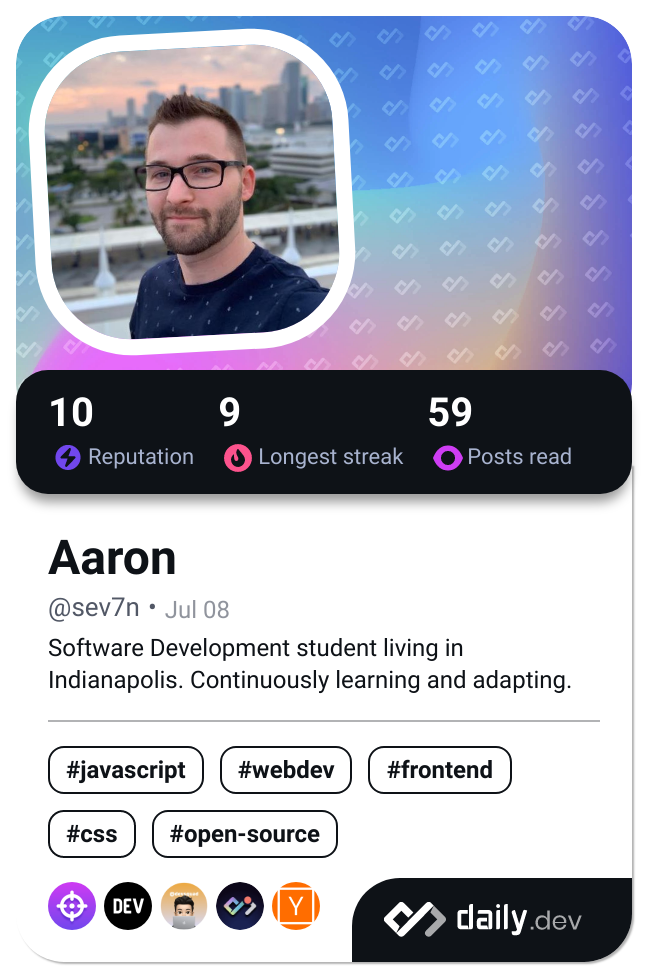 10 9 59
Reputation Longest streak Posts read
Aaron
@sev7n • Jul 08
Software Development student living in
Indianapolis. Continuously learning and adapting.
#javascript #webdev #frontend
#css #open-source
DEV Y daily.dev